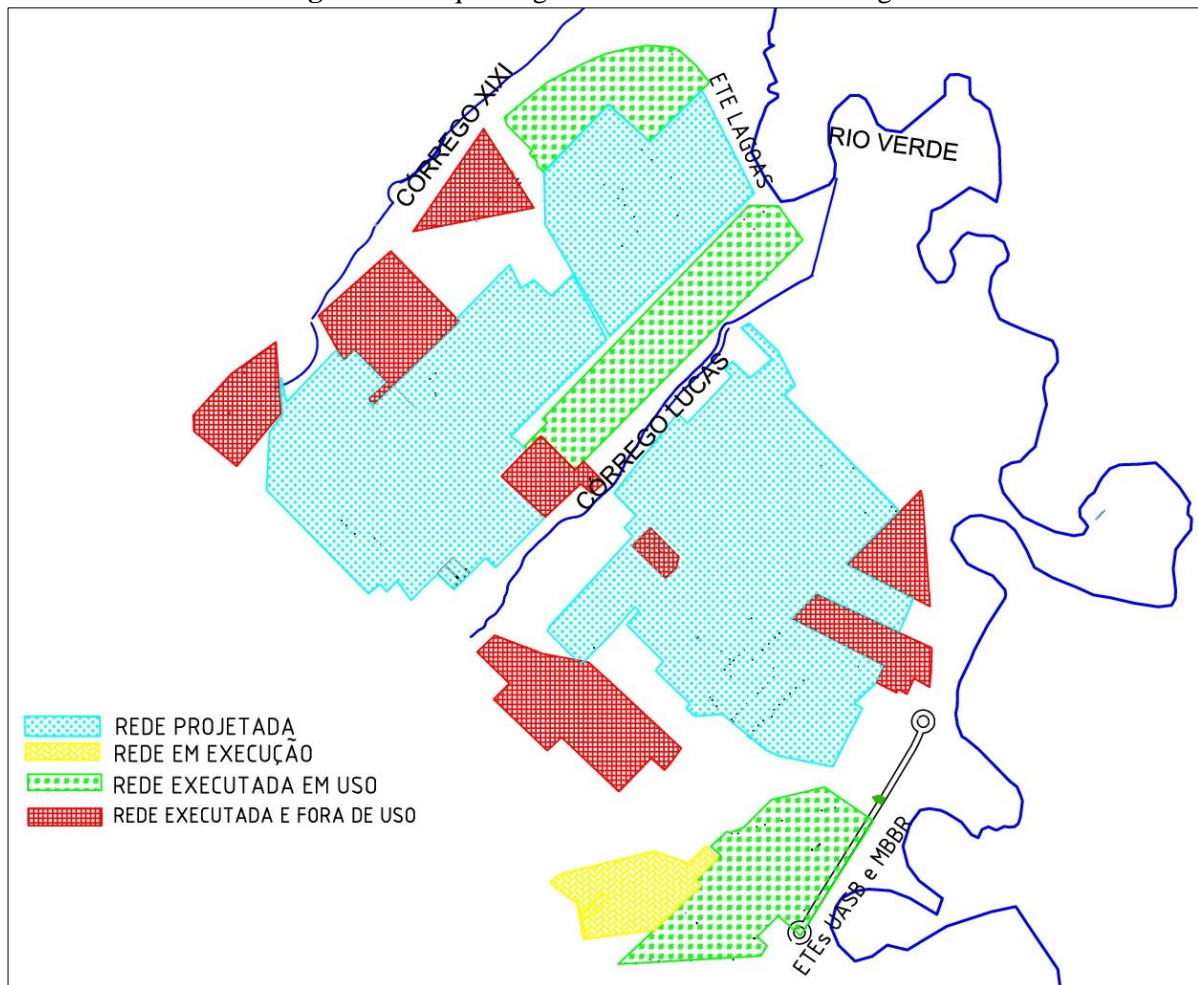 CÓRREGO XIXI
ETE LAGOAS
RIO VERDE
CÓRREGO LUCAS
REDE PROJETADA
REDE EM EXECUÇÃO
REDE EXECUTADA EM USO
REDE EXECUTADA E FORA DE USO
ETEs UASB e MBBR